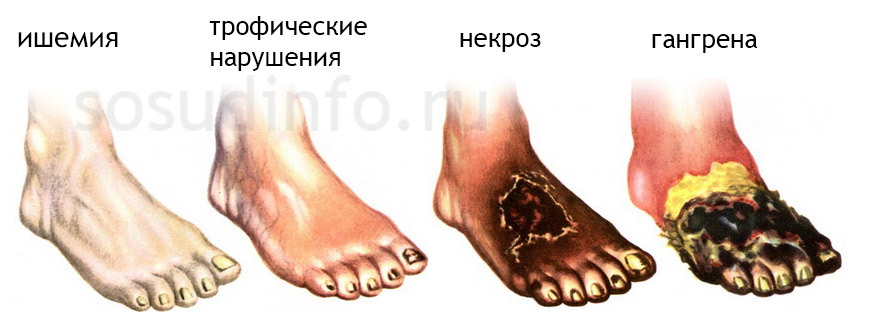 ишемия
трофические
нарушения
некроз
гангрена
sosudinfo.ru